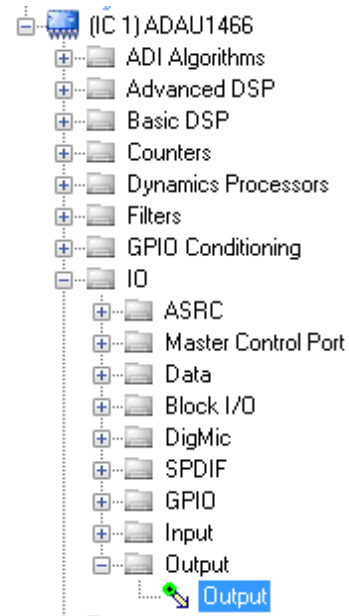 (IC 1) ADAU1466
ADI Algorithms
Advanced DSP
Basic DSP
Counters
Dynamics Processors
Filters
GPIO Conditioning
IO
ASRC
Master Control Port
Data
Block I/O
DigMic
SPDIF
GPIO
Input
Output
Output